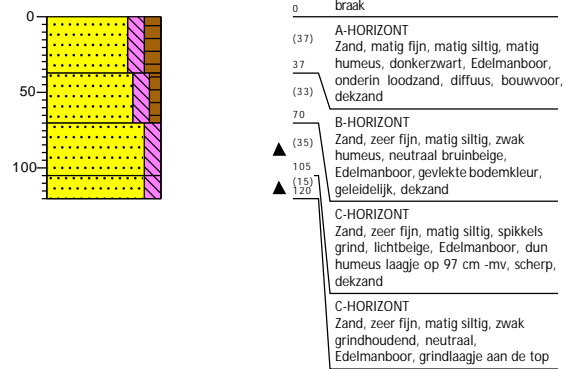 0
50
100
0
braak
(37)
A-HORIZONT
Zand, matig fijn, matig siltig, matig
humeus, donkerzwart, Edelmanboor,
onderin loodzand, diffuus, bouwvoor,
dekzand
37
(33)
70
B-HORIZONT
Zand, zeer fijn, matig siltig, zwak
humeus, neutraal bruinbeige,
Edelmanboor, gevlekte bodemkleur,
geleidelijk, dekzand
(35)
105
(15)
120
C-HORIZONT
Zand, zeer fijn, matig siltig, spikkels
grind, lichtbeige, Edelmanboor, dun
humeus laagje op 97 cm -mv, scherp,
dekzand
C-HORIZONT
Zand, zeer fijn, matig siltig, zwak
grindhoudend, neutraal,
Edelmanboor, grindlaagje aan de top